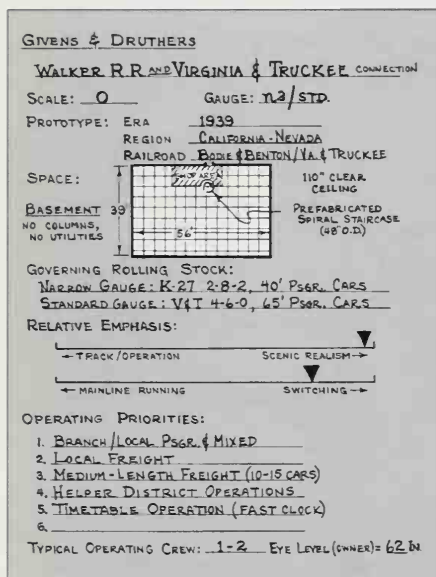 GIVENS & DRUTHERS
WALKER R.R. AND VIRGINIA & TRUCKEE CONNECTION
SCALE: O GAUGE: n3/STD.
PROTOTYPE: ERA 1939
REGION CALIFORNIA-NEVADA
RAILROAD BODIE & BENTON/VA. & TRUCKEE
SPACE:
SHOP AREA
110" CLEAR
CEILING
BASEMENT
NO COLUMNS,
NO UTILITIES
39'
56'
PREFABRICATED
SPIRAL STAIRCASE
(48" O.D.)
GOVERNING ROLLING STOCK:
NARROW GAUGE: K-27 2-8-2, 40' PSGR. CARS
STANDARD GAUGE: V&T 4-6-0, 65' PSGR. CARS
RELATIVE EMPHASIS:
←TRACK/OPERATION SCENIC REALISM→
←MAINLINE RUNNING SWITCHING→
OPERATING PRIORITIES:
1. BRANCH/LOCAL PSGR. & MIXED
2. LOCAL FREIGHT
3. MEDIUM-LENGTH FREIGHT (10-15 CARS)
4. HELPER DISTRICT OPERATIONS
5. TIMETABLE OPERATION (FAST CLOCK)
6.
TYPICAL OPERATING CREW: 1-2 EYE LEVEL (OWNER)= 62 IN.